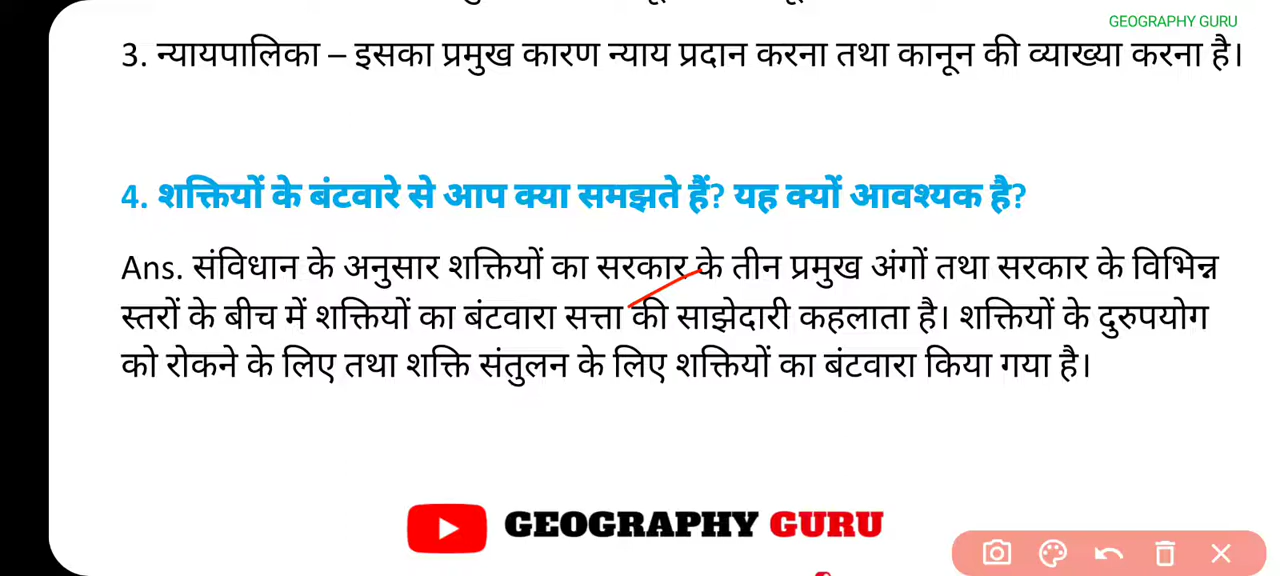 GEOGRAPHY GURU
3. न्यायपालिका – इसका प्रमुख कारण न्याय प्रदान करना तथा कानून की व्याख्या करना है।
4. शक्तियों के बंटवारे से आप क्या समझते हैं? यह क्यों आवश्यक है?
Ans. संविधान के अनुसार शक्तियों का सरकार के तीन प्रमुख अंगों तथा सरकार के विभिन्न
स्तरों के बीच में शक्तियों का बंटवारा सत्ता की साझेदारी कहलाता है। शक्तियों के दुरुपयोग
को रोकने के लिए तथा शक्ति संतुलन के लिए शक्तियों का बंटवारा किया गया है।
GEOGRAPHY GURU